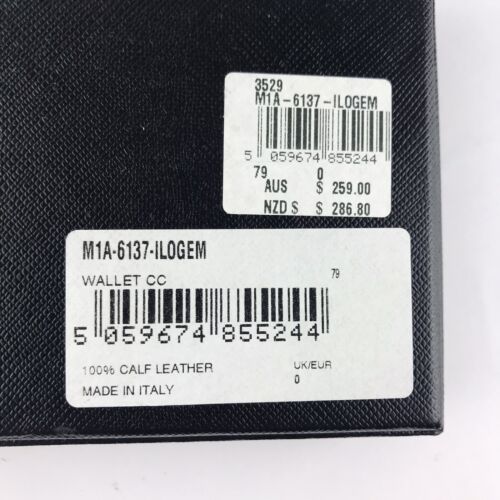 3529
M1A-6137-ILOGEM
5 059674 855244
79 0
AUS $ 259.00
NZD $ $ 286.80
M1A-6137-ILOGEM
WALLET CC 79
5 059674 855244
100% CALF LEATHER UK/EUR
MADE IN ITALY 0